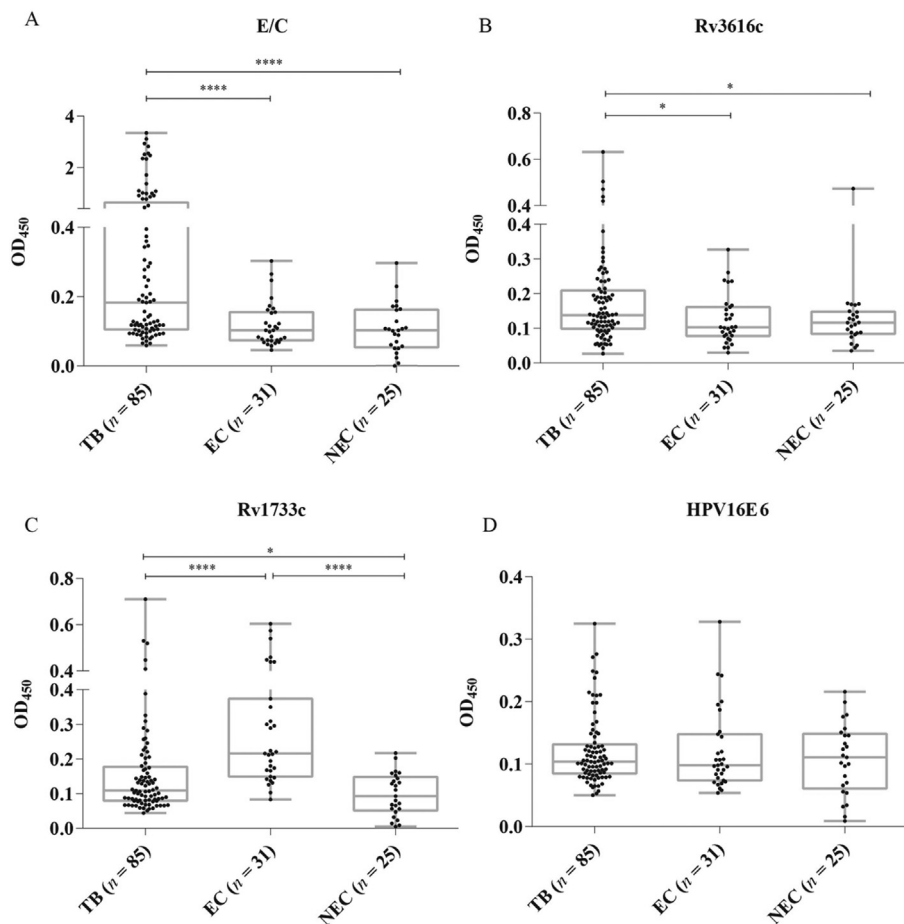 A
E/C
****
****
4
2
0.4
0.2
0.0
OD450
TB (n = 85)
EC (n = 31)
NEC (n = 25)
B
Rv3616c
*
*
0.8
0.6
0.4
0.4
0.3
0.2
0.1
0.0
OD450
TB (n = 85)
EC (n = 31)
NEC (n = 25)
C
Rv1733c
*
****
****
0.8
0.6
0.4
0.4
0.3
0.2
0.1
0.0
OD450
TB (n = 85)
EC (n = 31)
NEC (n = 25)
D
HPV16E6
0.4
0.3
0.2
0.1
0.0
OD450
TB (n = 85)
EC (n = 31)
NEC (n = 25)